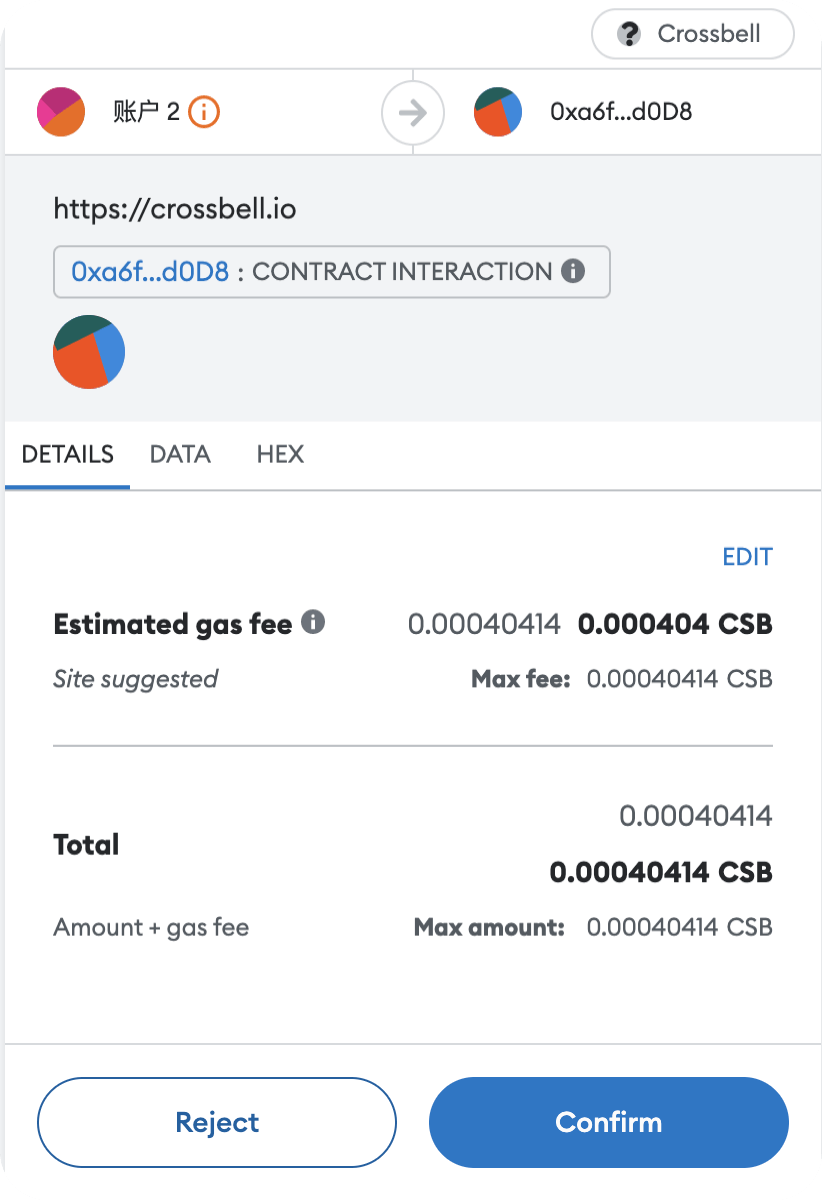 Crossbell
账户 2
0xa6f...d0D8
https://crossbell.io
0xa6f...d0D8 : CONTRACT INTERACTION
DETAILS DATA HEX
EDIT
Estimated gas fee 0.00040414 0.000404 CSB
Site suggested Max fee: 0.00040414 CSB
0.00040414
Total
0.00040414 CSB
Amount + gas fee Max amount: 0.00040414 CSB
Reject Confirm